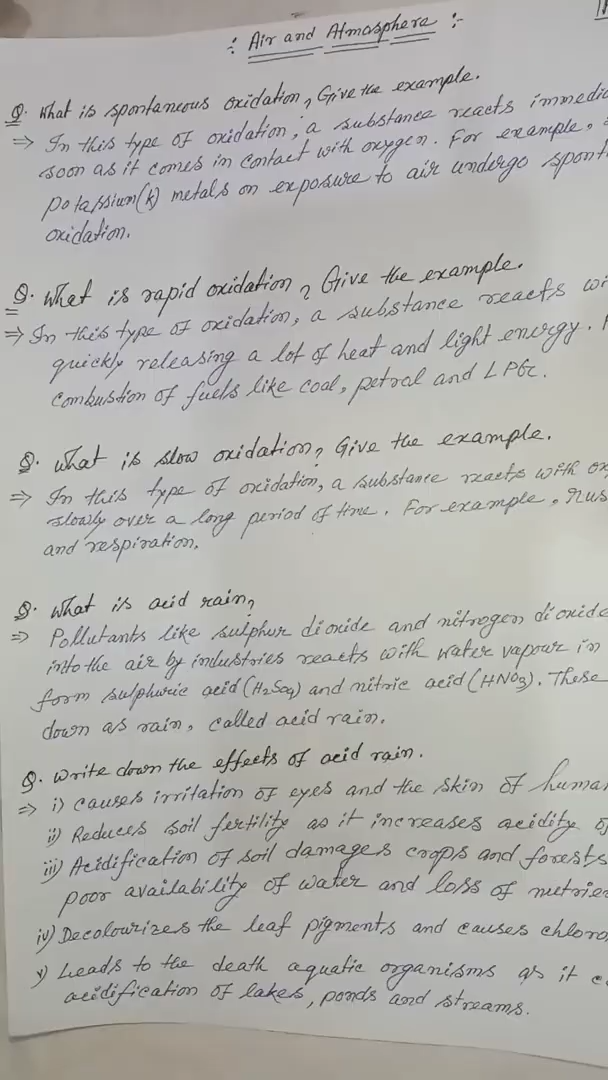 :- Air and Atmosphere :-
Q. What is spontaneous oxidation? Give the example.
⇒ In this type of oxidation, a substance reacts immedia
soon as it comes in contact with oxygen. For example,
potassium(k) metals on exposure to air undergo spont
oxidation.
Q. What is rapid oxidation? Give the example.
⇒ In this type of oxidation, a substance reacts wi
quickly releasing a lot of heat and light energy.
combustion of fuels like coal, petrol and LPG.
Q. What is slow oxidation? Give the example.
⇒ In this type of oxidation, a substance reacts with ox
slowly over a long period of time. For example, rus
and respiration.
Q. What is acid rain?
⇒ Pollutants like sulphur dioxide and nitrogen dioxide
into the air by industries reacts with water vapour in
form sulphuric acid (H2SO4) and nitric acid (HNO3). These
down as rain, called acid rain.
Q. Write down the effects of acid rain.
⇒ i) Causes irritation of eyes and the skin of human
ii) Reduces soil fertility as it increases acidity of
iii) Acidification of soil damages crops and forests
poor availability of water and loss of nutrie
iv) Decolourizes the leaf pigments and causes chloro
v) Leads to the death aquatic organisms as it c
acidification of lakes, ponds and streams.